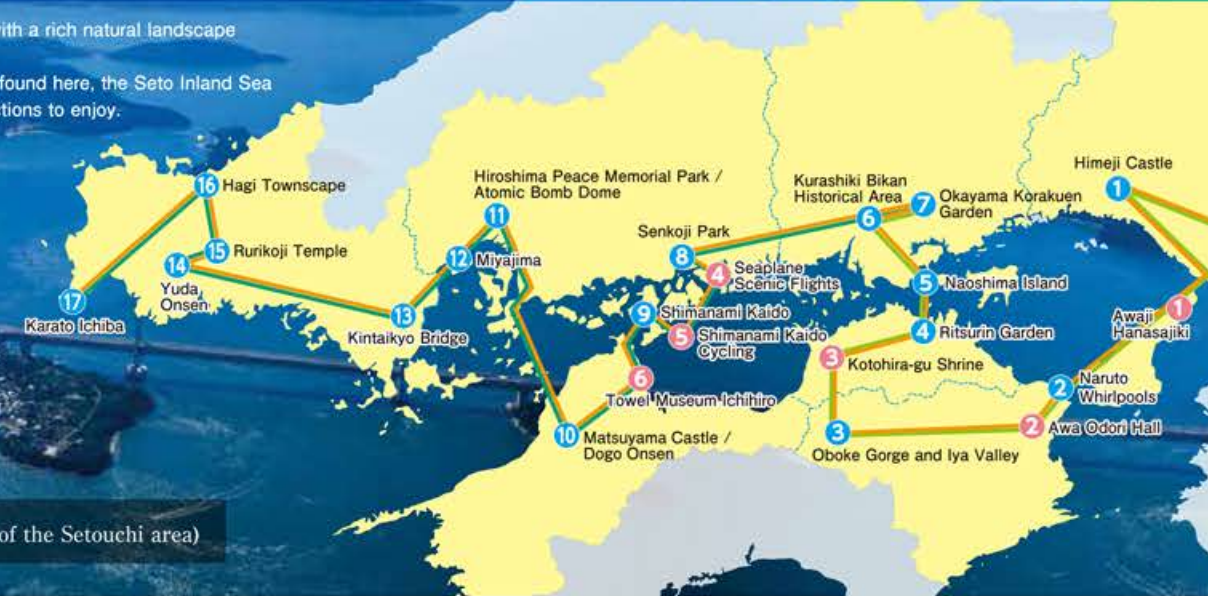 with a rich natural landscape
found here, the Seto Inland Sea
ctions to enjoy.
Himeji Castle
1
Hiroshima Peace Memorial Park /
Atomic Bomb Dome
11
Kurashiki Bikan
Historical Area
6
7
Okayama Korakuen
Garden
16
Hagi Townscape
Senkoji Park
8
15
Rurikoji Temple
14
Yuda
Onsen
12
Miyajima
4
Seaplane
Scenic Flights
5
Naoshima Island
17
Karato Ichiba
13
Kintaikyo Bridge
9
Shimanami Kaido
5
Shimanami Kaido
Cycling
4
Ritsurin Garden
1
Awaji
Hanasajiki
3
Kotohira-gu Shrine
6
Towel Museum Ichihiro
2
Naruto
Whirlpools
10
Matsuyama Castle /
Dogo Onsen
3
Oboke Gorge and Iya Valley
2
Awa Odori Hall
of the Setouchi area)